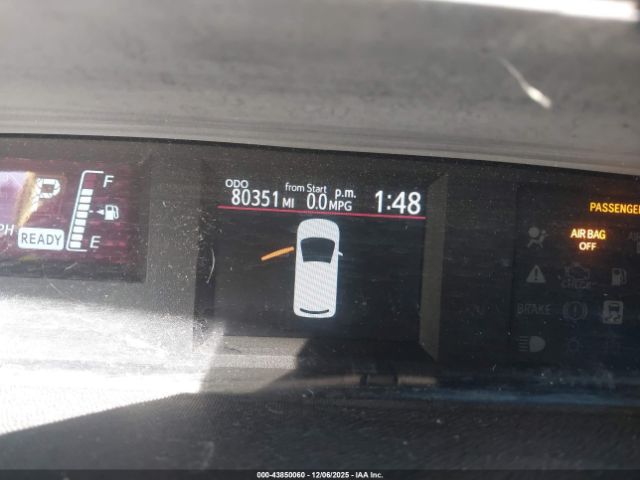 ODO from Start p.m. 1:48
80351 MI 0.0 MPG
F
P
PH READY E
PASSENGER
AIR BAG
OFF
CHECK
BRAKE
000-43850060 - 12/06/2025 - IAA Inc.